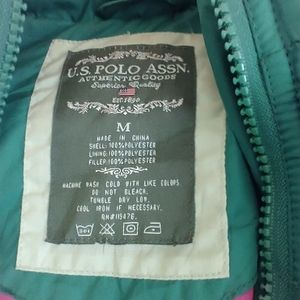 U.S. POLO ASSN.
AUTHENTIC GOODS
Superior Quality
Est. 1890
M
MADE IN CHINA
SHELL: 100% POLYESTER
LINING: 100% POLYESTER
FILLER: 100% POLYESTER
MACHINE WASH COLD WITH LIKE COLORS.
DO NOT BLEACH.
TUMBLE DRY LOW.
COOL IRON IF NECESSARY.
RN#115476.